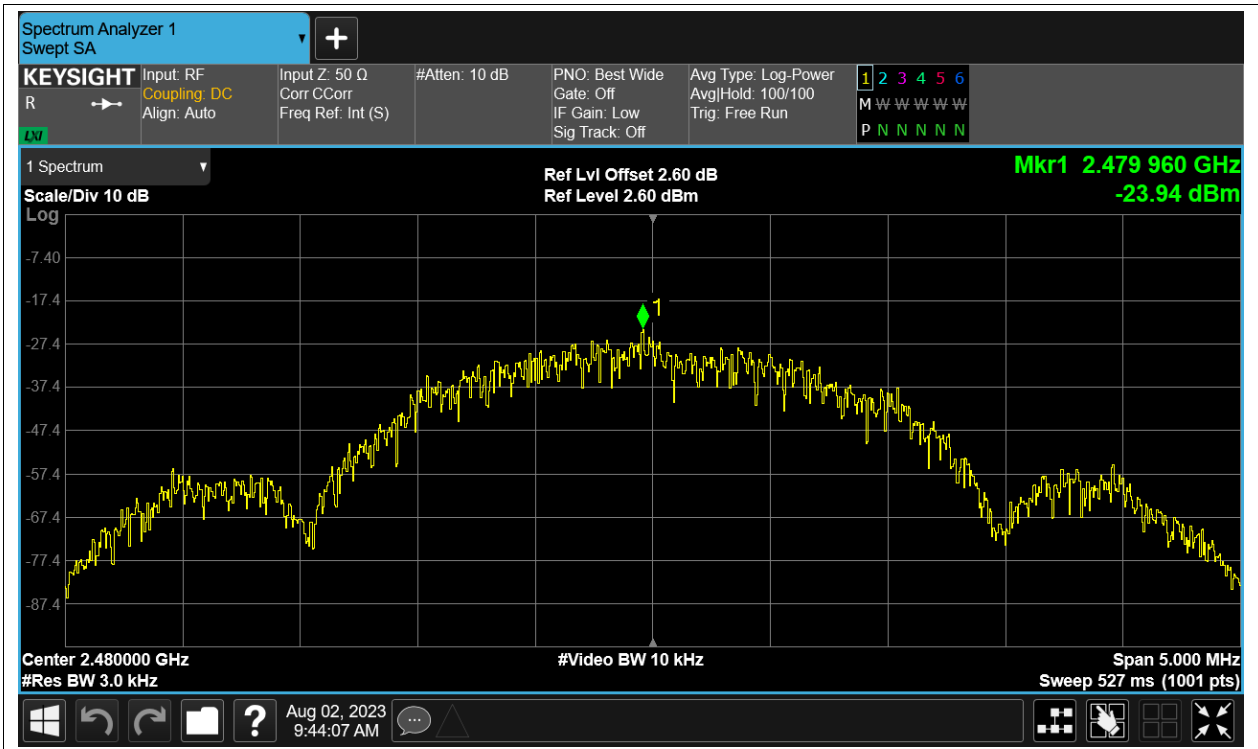 Spectrum Analyzer 1
Swept SA
KEYSIGHT
R
LXI
Input: RF
Coupling: DC
Align: Auto
Input Z: 50 Ω
Corr CCorr
Freq Ref: Int (S)
#Atten: 10 dB
PNO: Best Wide
Gate: Off
IF Gain: Low
Sig Track: Off
Avg Type: Log-Power
Avg|Hold: 100/100
Trig: Free Run
1 2 3 4 5 6
M W W W W W
P N N N N N
1 Spectrum
Scale/Div 10 dB
Log
Ref Lvl Offset 2.60 dB
Ref Level 2.60 dBm
Mkr1 2.479 960 GHz
-23.94 dBm
1
-7.40
-17.4
-27.4
-37.4
-47.4
-57.4
-67.4
-77.4
-87.4
Center 2.480000 GHz
#Res BW 3.0 kHz
#Video BW 10 kHz
Span 5.000 MHz
Sweep 527 ms (1001 pts)
?
Aug 02, 2023
9:44:07 AM